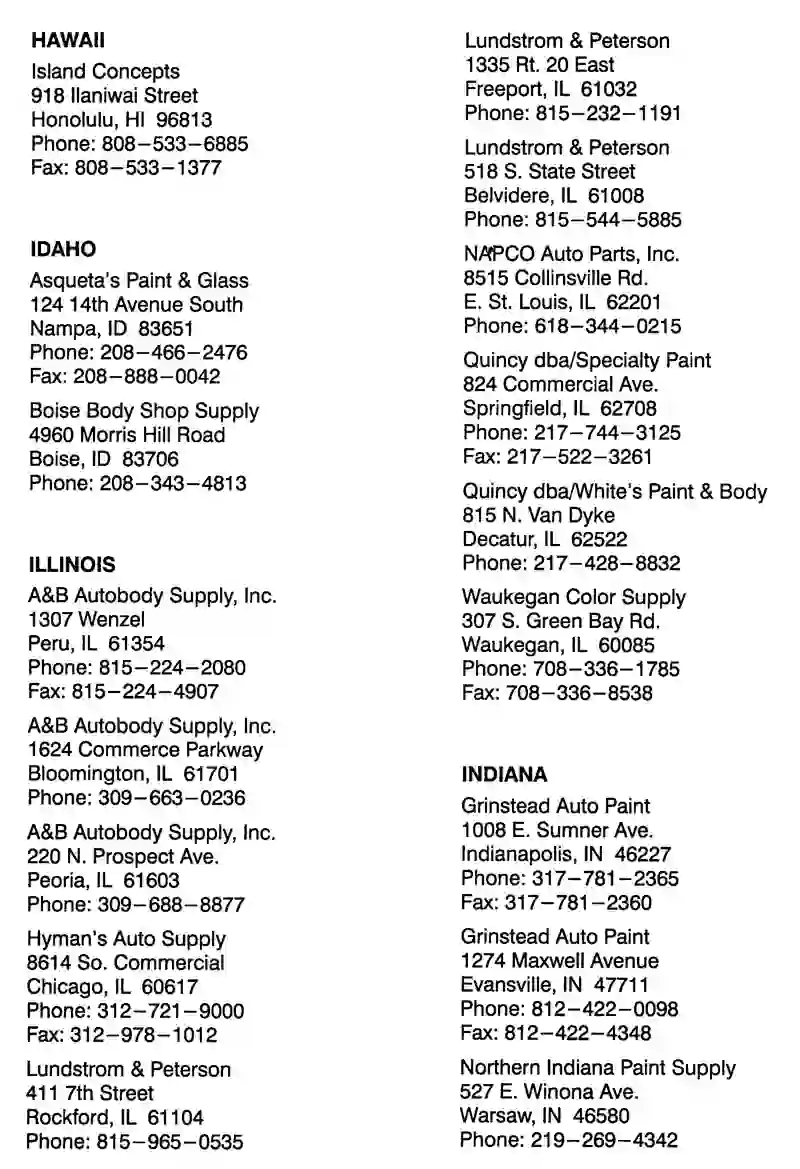 HAWAII
Island Concepts
918 Ilaniwai Street
Honolulu, HI 96813
Phone: 808-533-6885
Fax: 808-533-1377
IDAHO
Asqueta's Paint & Glass
124 14th Avenue South
Nampa, ID 83651
Phone: 208-466-2476
Fax: 208-888-0042
Boise Body Shop Supply
4960 Morris Hill Road
Boise, ID 83706
Phone: 208-343-4813
ILLINOIS
A&B Autobody Supply, Inc.
1307 Wenzel
Peru, IL 61354
Phone: 815-224-2080
Fax: 815-224-4907
A&B Autobody Supply, Inc.
1624 Commerce Parkway
Bloomington, IL 61701
Phone: 309-663-0236
A&B Autobody Supply, Inc.
220 N. Prospect Ave.
Peoria, IL 61603
Phone: 309-688-8877
Hyman's Auto Supply
8614 So. Commercial
Chicago, IL 60617
Phone: 312-721-9000
Fax: 312-978-1012
Lundstrom & Peterson
411 7th Street
Rockford, IL 61104
Phone: 815-965-0535
Lundstrom & Peterson
1335 Rt. 20 East
Freeport, IL 61032
Phone: 815-232-1191
Lundstrom & Peterson
518 S. State Street
Belvidere, IL 61008
Phone: 815-544-5885
NAPCO Auto Parts, Inc.
8515 Collinsville Rd.
E. St. Louis, IL 62201
Phone: 618-344-0215
Quincy dba/Specialty Paint
824 Commercial Ave.
Springfield, IL 62708
Phone: 217-744-3125
Fax: 217-522-3261
Quincy dba/White's Paint & Body
815 N. Van Dyke
Decatur, IL 62522
Phone: 217-428-8832
Waukegan Color Supply
307 S. Green Bay Rd.
Waukegan, IL 60085
Phone: 708-336-1785
Fax: 708-336-8538
INDIANA
Grinstead Auto Paint
1008 E. Sumner Ave.
Indianapolis, IN 46227
Phone: 317-781-2365
Fax: 317-781-2360
Grinstead Auto Paint
1274 Maxwell Avenue
Evansville, IN 47711
Phone: 812-422-0098
Fax: 812-422-4348
Northern Indiana Paint Supply
527 E. Winona Ave.
Warsaw, IN 46580
Phone: 219-269-4342